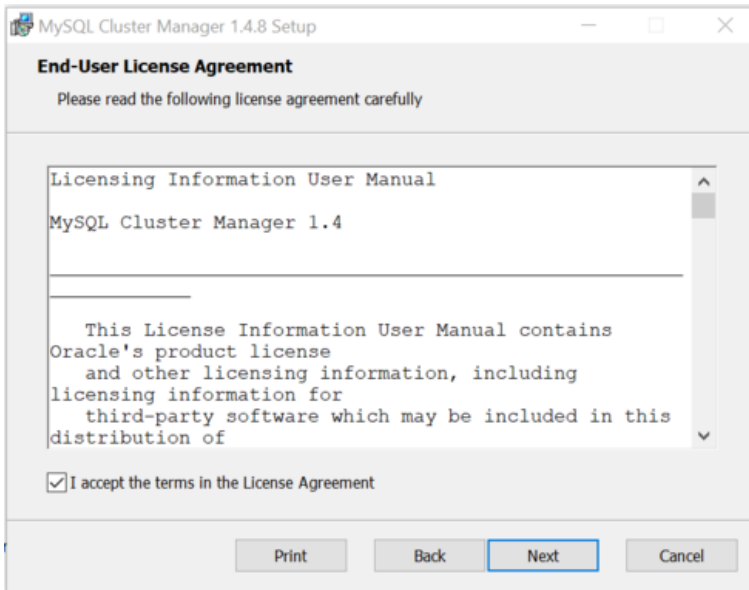 MySQL Cluster Manager 1.4.8 Setup
End-User License Agreement
Please read the following license agreement carefully
Licensing Information User Manual
MySQL Cluster Manager 1.4
This License Information User Manual contains
Oracle's product license
and other licensing information, including
licensing information for
third-party software which may be included in this
distribution of
I accept the terms in the License Agreement
Print Back Next Cancel